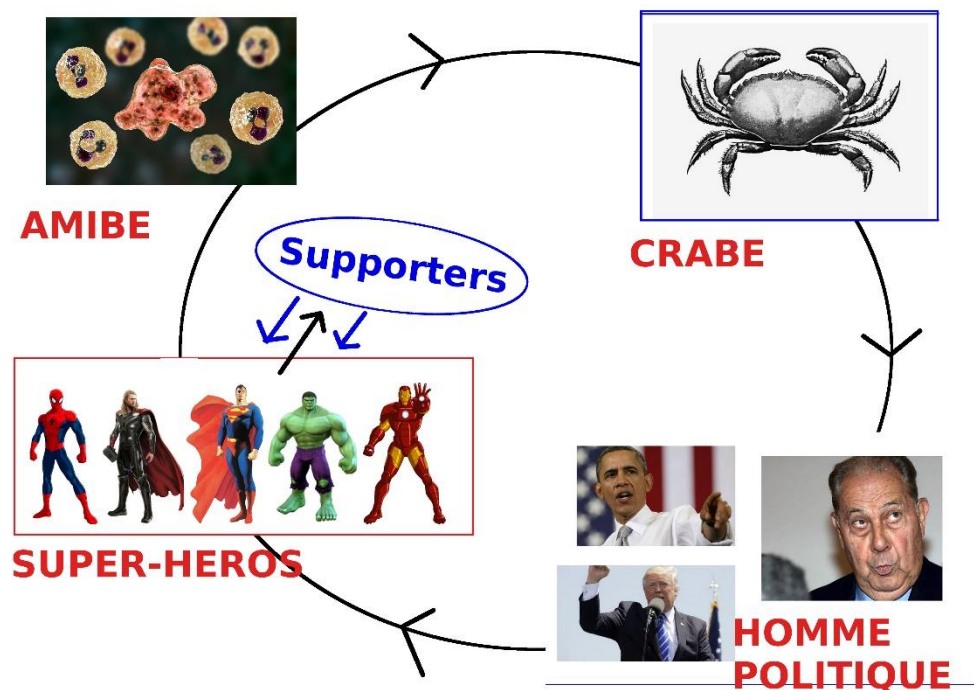 AMIBE
CRABE
Supporters
SUPER-HEROS
HOMME
POLITIQUE